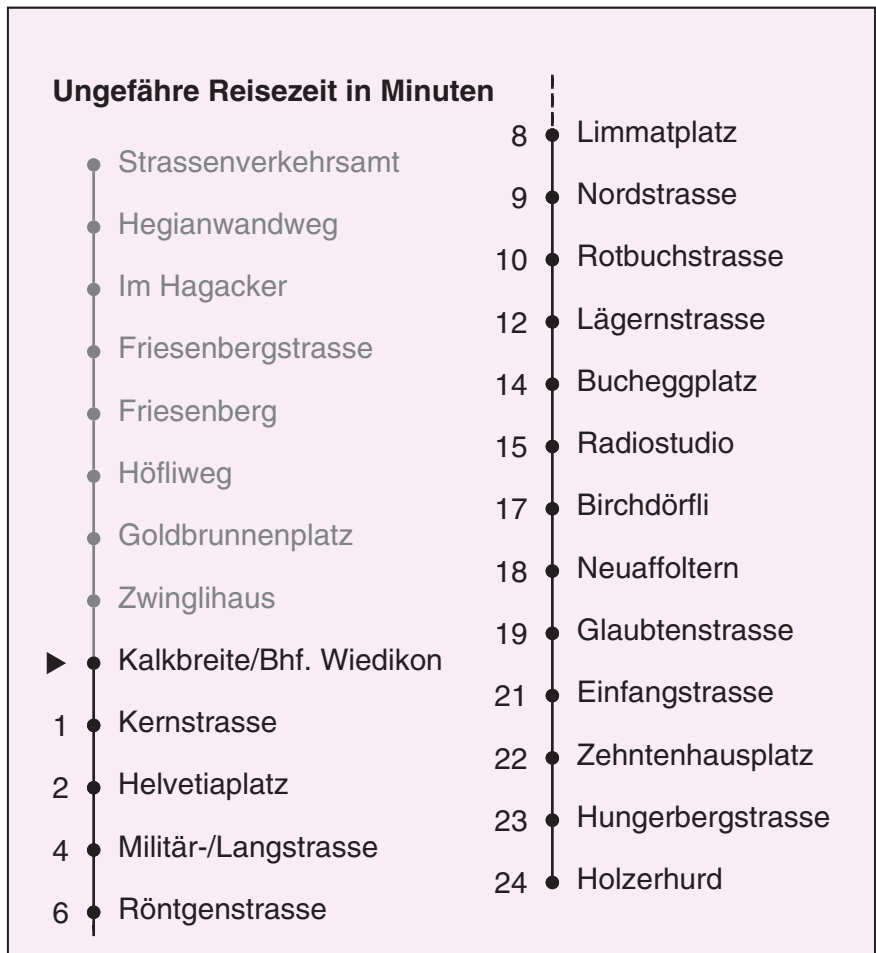 Ungefähre Reisezeit in Minuten
Strassenverkehrsamt
Hegianwandweg
Im Hagacker
Friesenbergstrasse
Friesenberg
Höfliweg
Goldbrunnenplatz
Zwinglihaus
Kalkbreite/Bhf. Wiedikon
1 Kernstrasse
2 Helvetiaplatz
4 Militär-/Langstrasse
6 Röntgenstrasse
8 Limmatplatz
9 Nordstrasse
10 Rotbuchstrasse
12 Lägernstrasse
14 Bucheggplatz
15 Radiostudio
17 Birchdörfli
18 Neuaffoltern
19 Glaubtenstrasse
21 Einfangstrasse
22 Zehntenhausplatz
23 Hungerbergstrasse
24 Holzerhurd